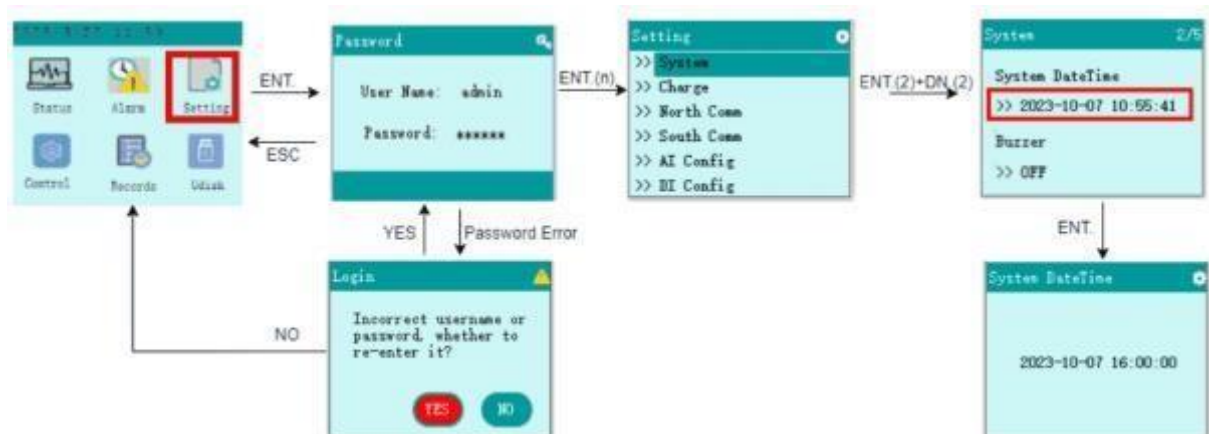 Status
Alarm
Setting
Control
Records
Udisk
ENT.
ESC
Password
User Name: admin
Password: ******
ENT.(n)
Setting
>> System
>> Charge
>> North Comm
>> South Comm
>> AI Config
>> DI Config
ENT.(2)+DN.(2)
System 2/5
System DateTime
>> 2023-10-07 10:55:41
Buzzer
>> OFF
YES
Password Error
ENT.
NO
Login
Incorrect username or
password, whether to
re-enter it?
YES
NO
System DateTime
2023-10-07 16:00:00